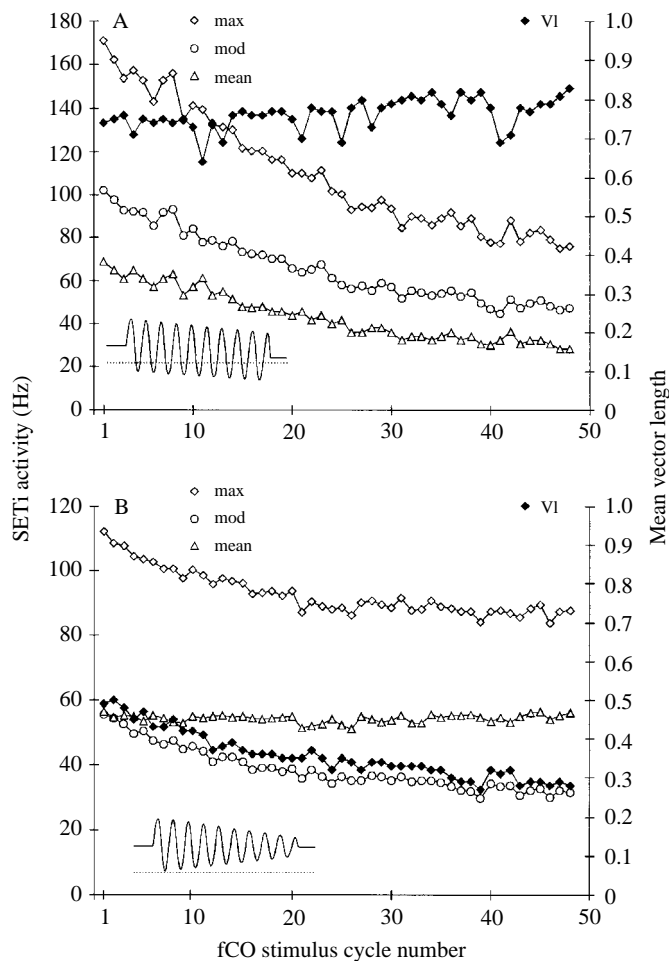 A
max
mod
mean
Vl
180
160
140
120
100
80
60
40
20
0
1.0
0.9
0.8
0.7
0.6
0.5
0.4
0.3
0.2
0.1
0
1 10 20 30 40 50
SETi activity (Hz)
Mean vector length
B
max
mod
mean
Vl
120
100
80
60
40
20
0
1.0
0.9
0.8
0.7
0.6
0.5
0.4
0.3
0.2
0.1
0
1 10 20 30 40 50
fCO stimulus cycle number